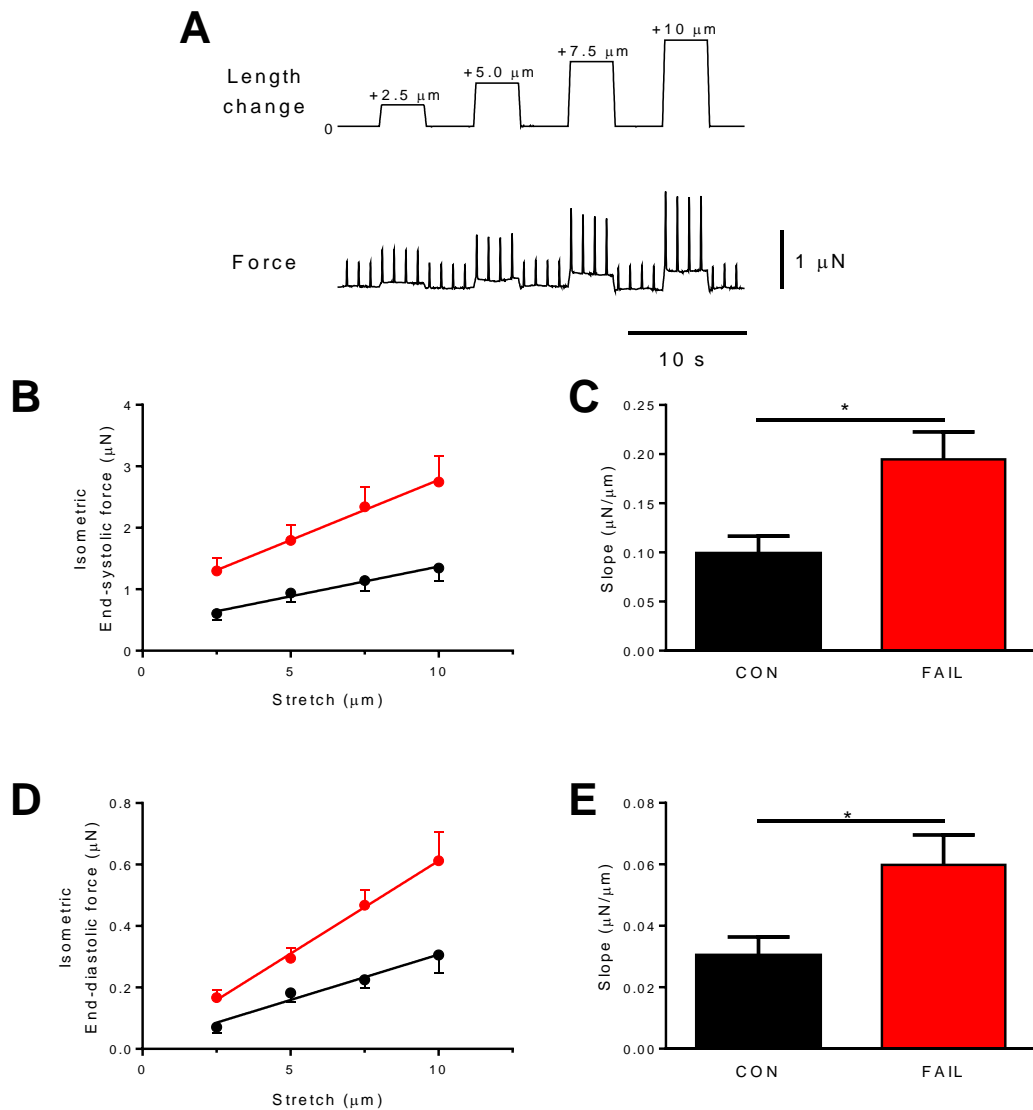 A
Length
change
0
+2.5 μm
+5.0 μm
+7.5 μm
+10 μm
Force
1 μN
10 s
B
Isometric
End-systolic force (μN)
4
3
2
1
0
0 5 10
Stretch (μm)
C
Slope (μN/μm)
0.25
0.20
0.15
0.10
0.05
0.00
*
CON FAIL
D
Isometric
End-diastolic force (μN)
0.8
0.6
0.4
0.2
0.0
0 5 10
Stretch (μm)
E
Slope (μN/μm)
0.08
0.06
0.04
0.02
0.00
*
CON FAIL